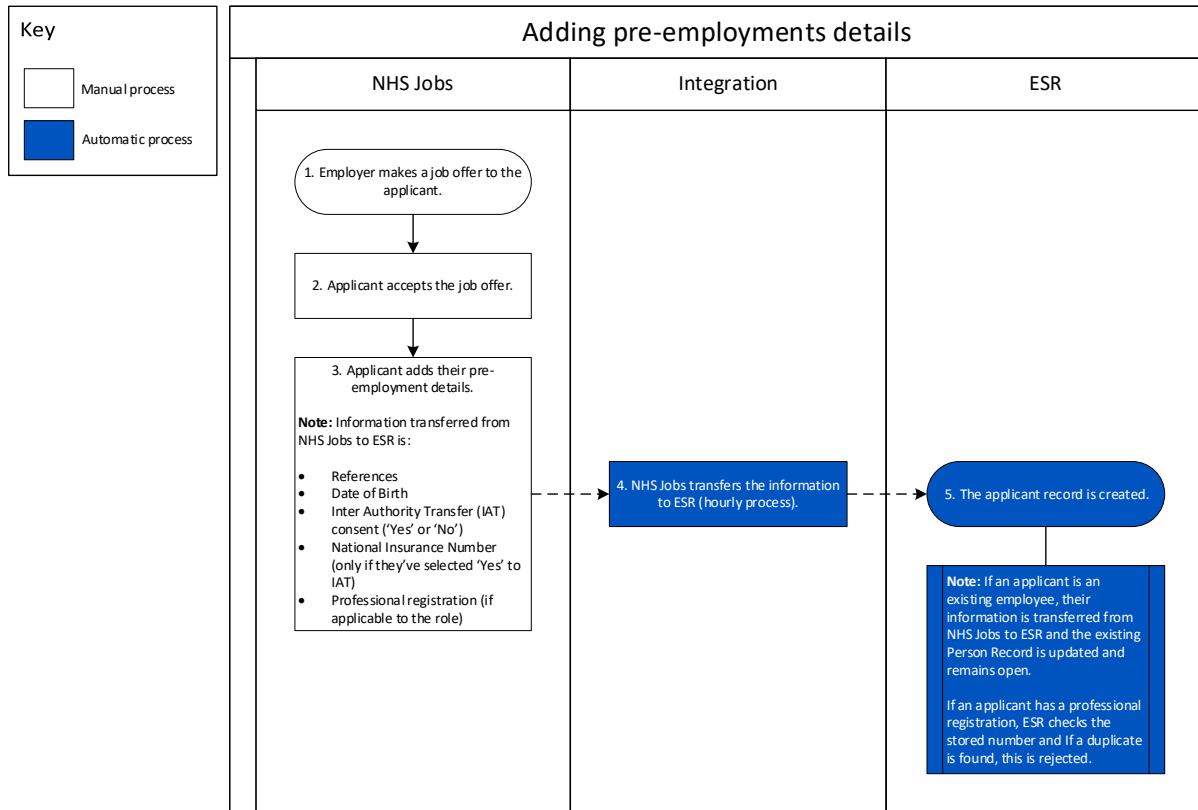 Key
Manual process
Automatic process
Adding pre-employments details
NHS Jobs
Integration
ESR
1. Employer makes a job offer to the
applicant.
2. Applicant accepts the job offer.
3. Applicant adds their pre-
employment details.
Note: Information transferred from
NHS Jobs to ESR is:
• References
• Date of Birth
• Inter Authority Transfer (IAT)
consent (‘Yes’ or ‘No’)
• National Insurance Number
(only if they’ve selected ‘Yes’ to
IAT)
• Professional registration (if
applicable to the role)
4. NHS Jobs transfers the information
to ESR (hourly process).
5. The applicant record is created.
Note: If an applicant is an
existing employee, their
information is transferred from
NHS Jobs to ESR and the existing
Person Record is updated and
remains open.
If an applicant has a professional
registration, ESR checks the
stored number and If a duplicate
is found, this is rejected.